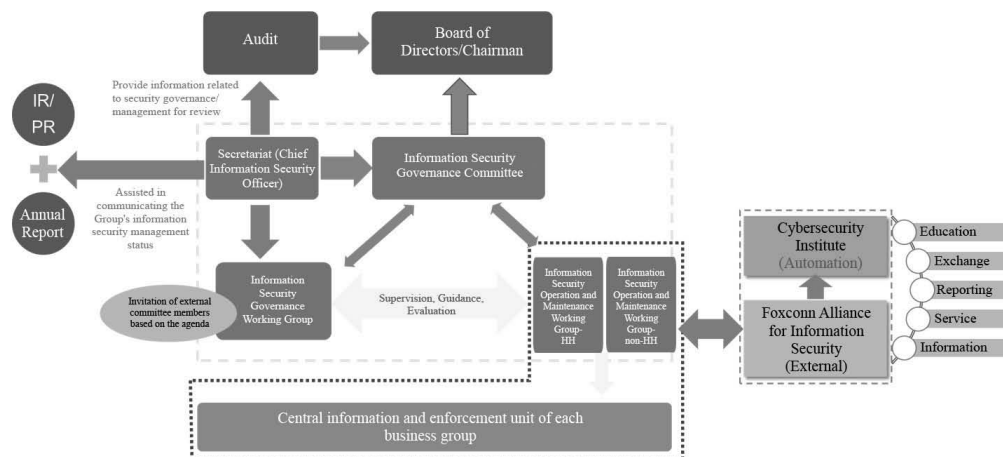 Audit
Board of
Directors/Chairman
Provide information related
to security governance/
management for review
IR/
PR
Secretariat (Chief
Information Security
Officer)
Information Security
Governance Committee
Annual
Report
Assisted in
communicating the
Group's information
security management
status
Invitation of external
committee members
based on the agenda
Information
Security
Governance
Working Group
Supervision, Guidance,
Evaluation
Information
Security
Operation and
Maintenance
Working
Group-
HH
Information
Security
Operation and
Maintenance
Working
Group-
non-HH
Central information and enforcement unit of each
business group
Cybersecurity
Institute
(Automation)
Foxconn Alliance
for Information
Security
(External)
Education
Exchange
Reporting
Service
Information